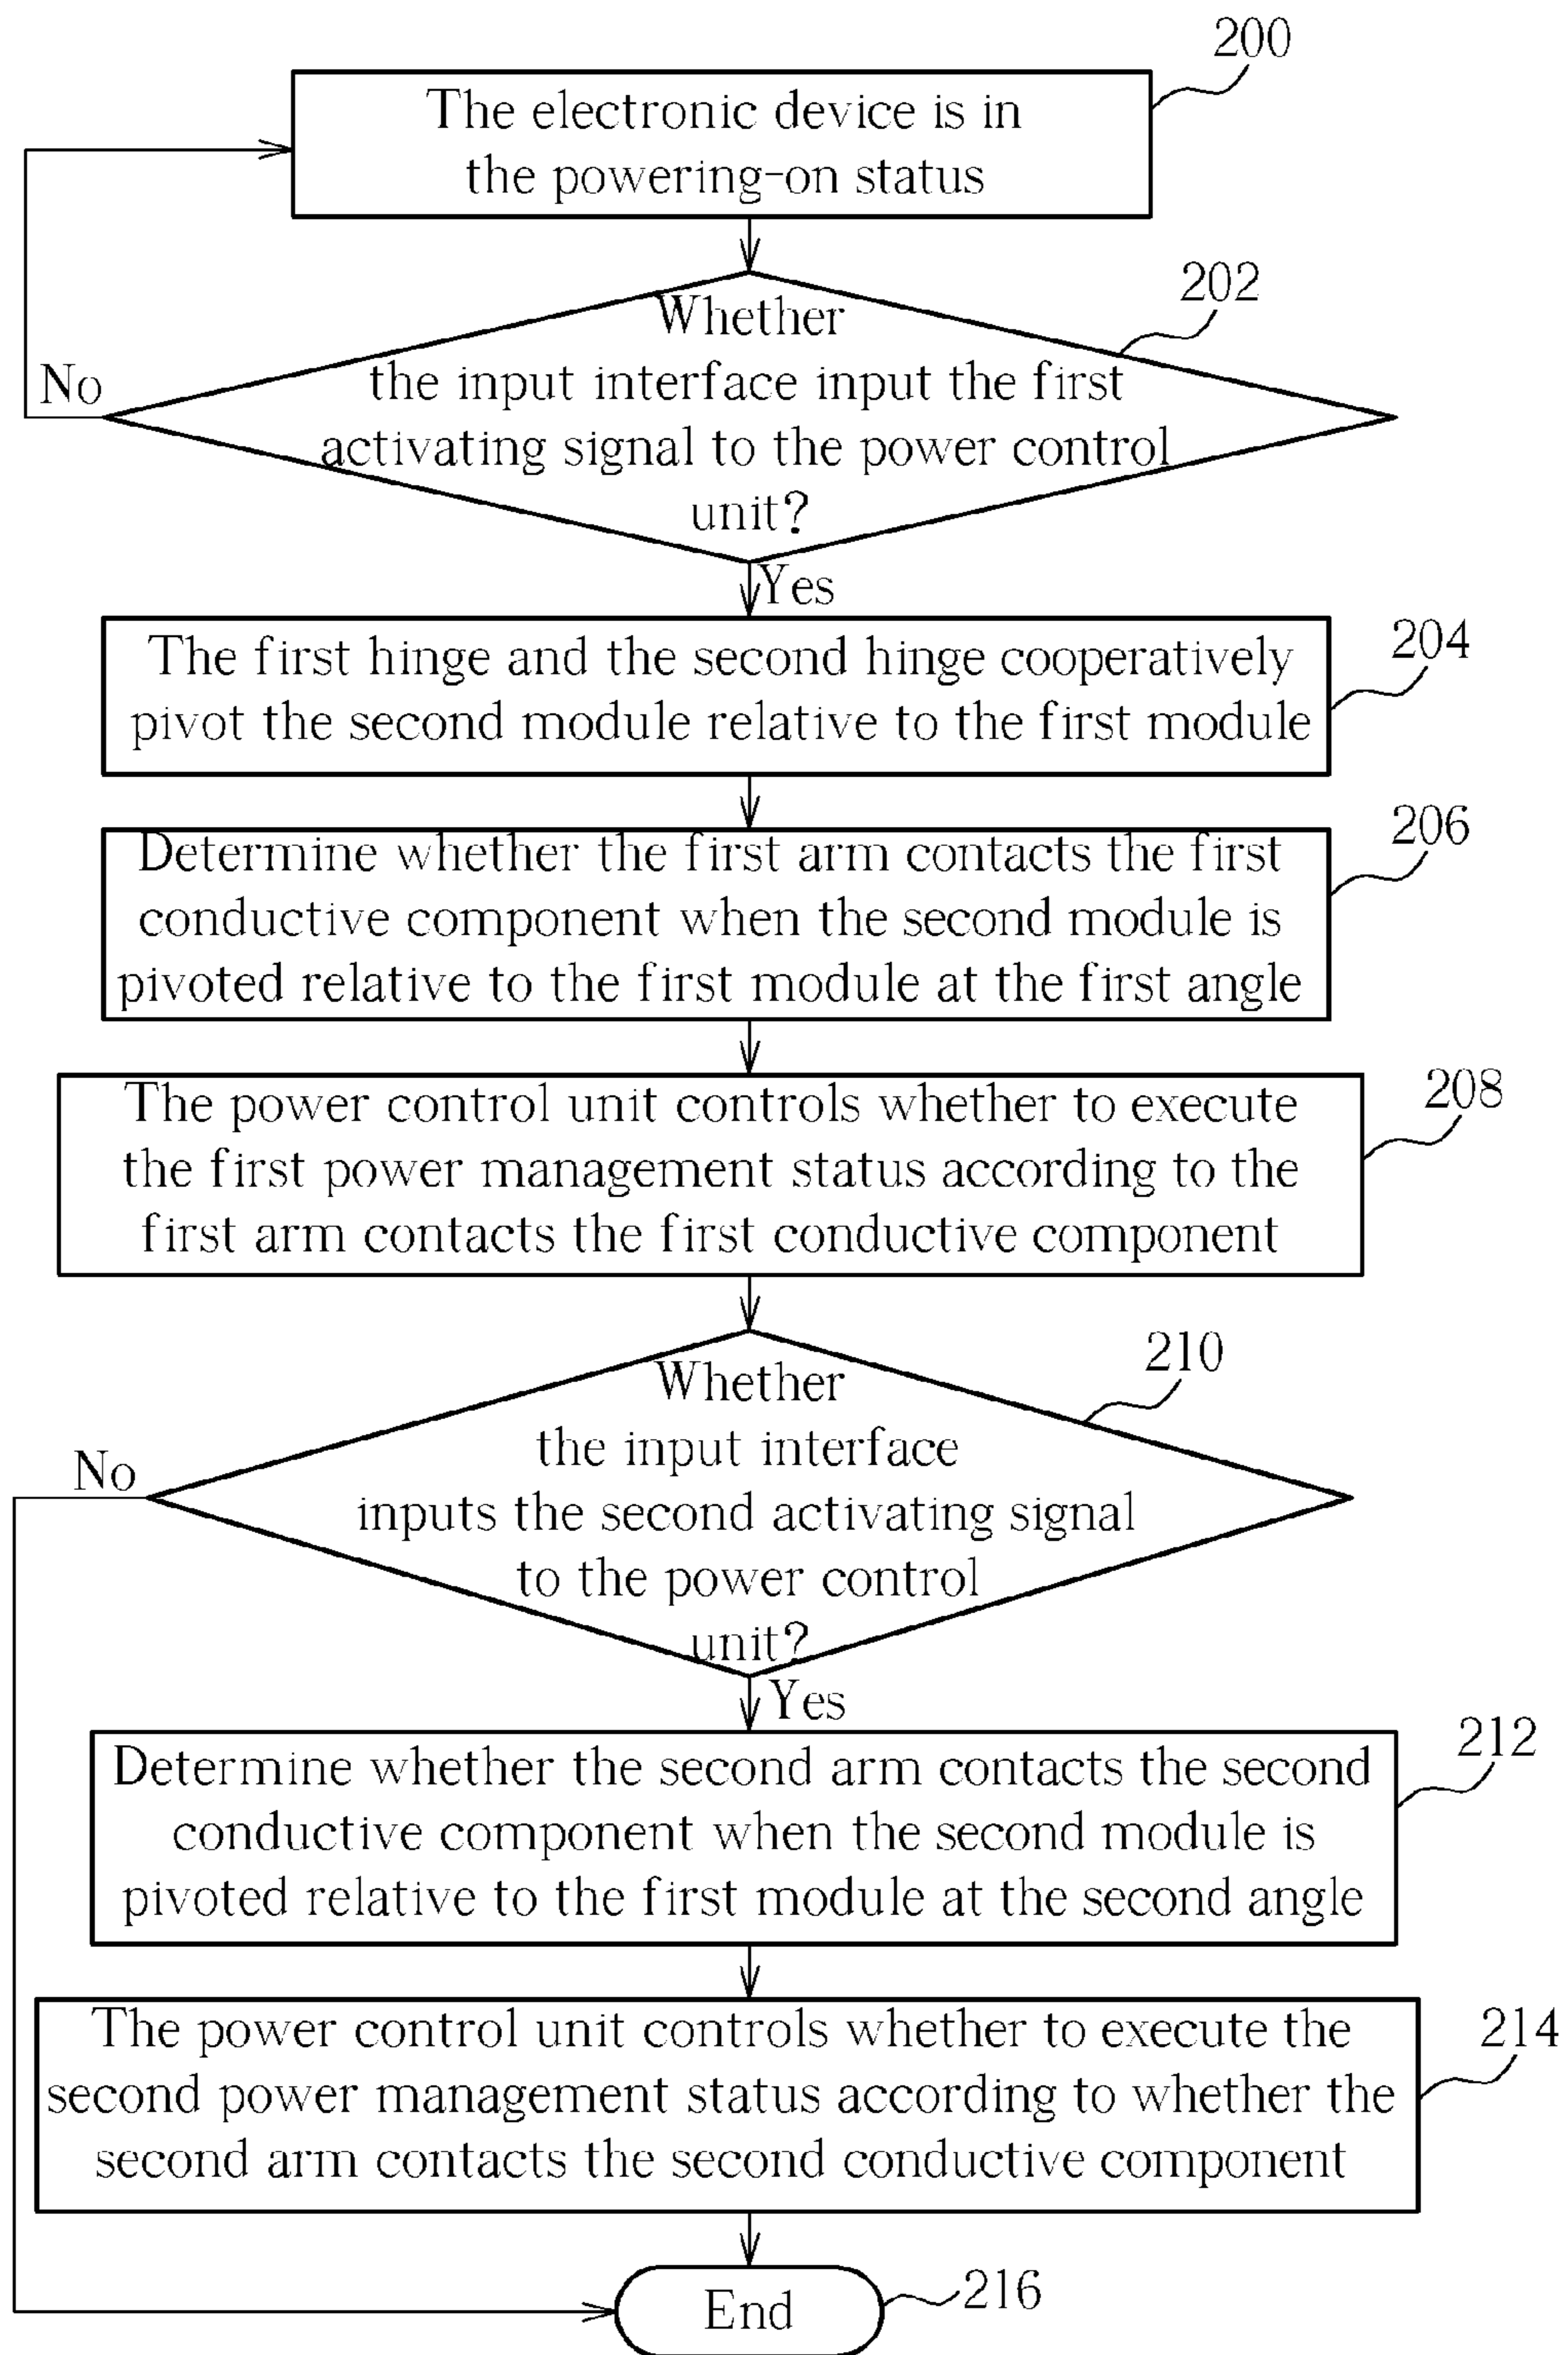 200
The electronic device is in
the powering-on status
202
Whether
the input interface input the first
activating signal to the power control
unit?
No
Yes
204
The first hinge and the second hinge cooperatively
pivot the second module relative to the first module
206
Determine whether the first arm contacts the first
conductive component when the second module is
pivoted relative to the first module at the first angle
208
The power control unit controls whether to execute
the first power management status according to the
first arm contacts the first conductive component
210
Whether
the input interface
inputs the second activating signal
to the power control
unit?
No
Yes
212
Determine whether the second arm contacts the second
conductive component when the second module is
pivoted relative to the first module at the second angle
214
The power control unit controls whether to execute the
second power management status according to whether the
second arm contacts the second conductive component
End
216